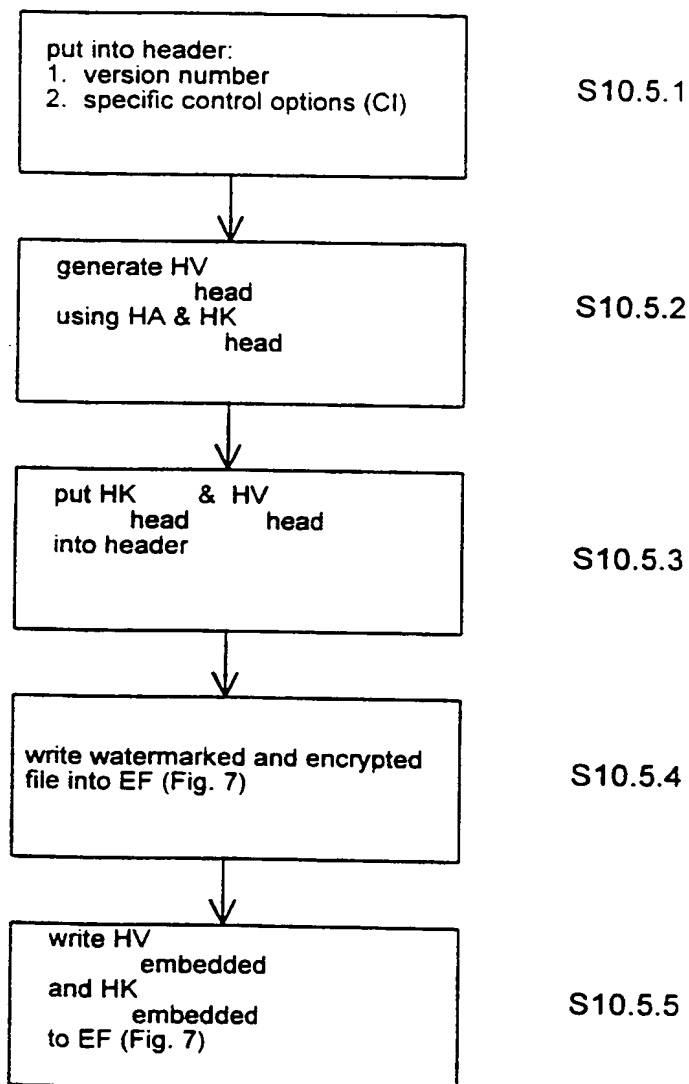 put into header:
1. version number
2. specific control options (CI)
S10.5.1
generate HV
head
using HA & HK
head
S10.5.2
put HK & HV
head head
into header
S10.5.3
write watermarked and encrypted
file into EF (Fig. 7)
S10.5.4
write HV
embedded
and HK
embedded
to EF (Fig. 7)
S10.5.5